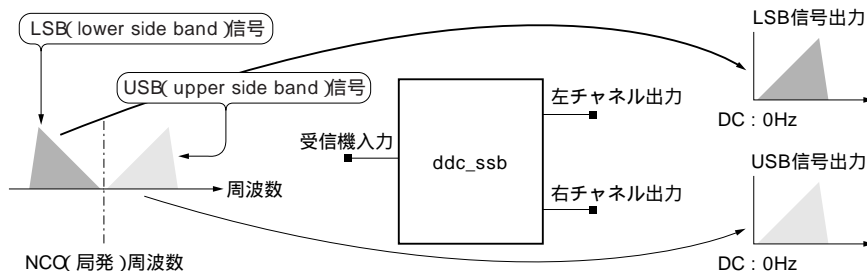 LSB( lower side band )信号
USB( upper side band )信号
周波数
NCO( 局発 )周波数
受信機入力
ddc_ssb
左チャネル出力
右チャネル出力
LSB信号出力
DC : 0Hz
USB信号出力
DC : 0Hz